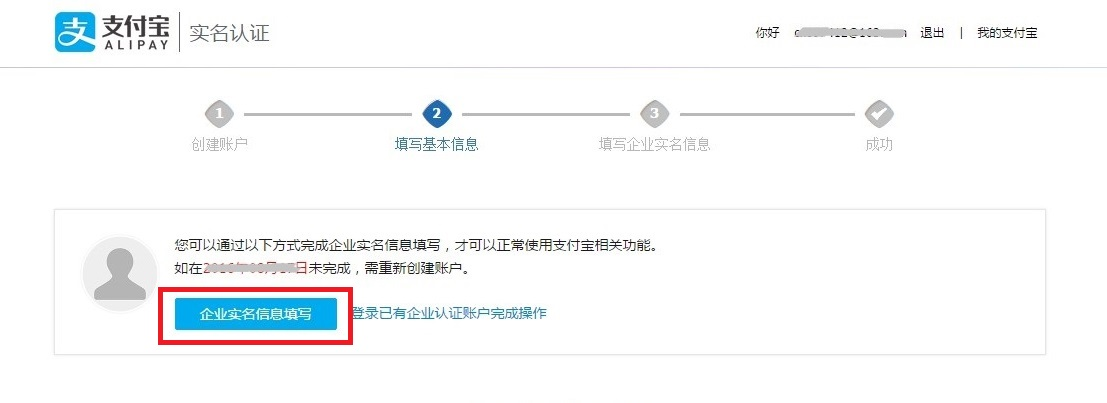 支付宝 ALIPAY 实名认证
你好 退出 | 我的支付宝
1 2 3
创建账户 填写基本信息 填写企业实名信息 成功
您可以通过以下方式完成企业实名信息填写，才可以正常使用支付宝相关功能。
如在 未完成，需重新创建账户。
企业实名信息填写 登录已有企业认证账户完成操作